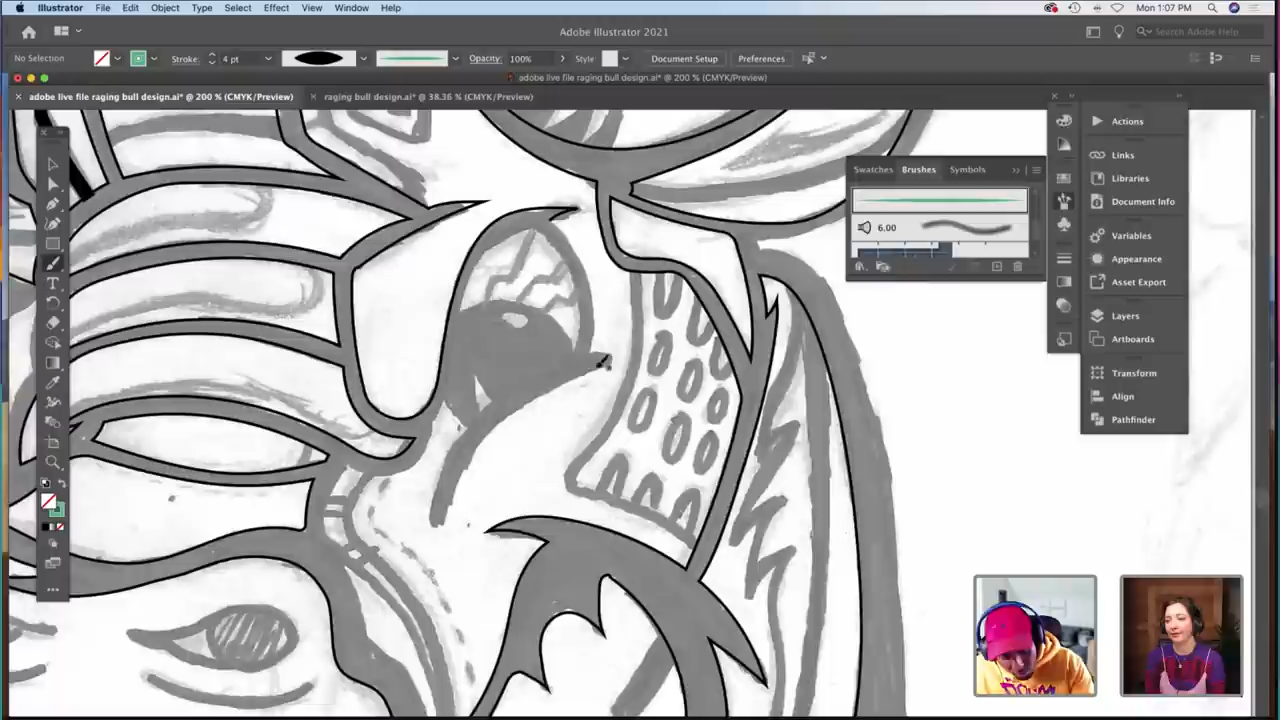 Illustrator File Edit Object Type Select Effect View Window Help
Mon 1:07 PM
Adobe Illustrator 2021
Search Adobe Help
No Selection
Stroke:
4 pt
Opacity:
100%
Style
Document Setup
Preferences
adobe live file raging bull design.ai* @ 200 % (CMYK/Preview)
adobe live file raging bull design.ai* @ 200 % (CMYK/Preview)
raging bull design.ai* @ 38.36 % (CMYK/Preview)
Swatches
Brushes
Symbols
6.00
Actions
Links
Libraries
Document Info
Variables
Appearance
Asset Export
Layers
Artboards
Transform
Align
Pathfinder